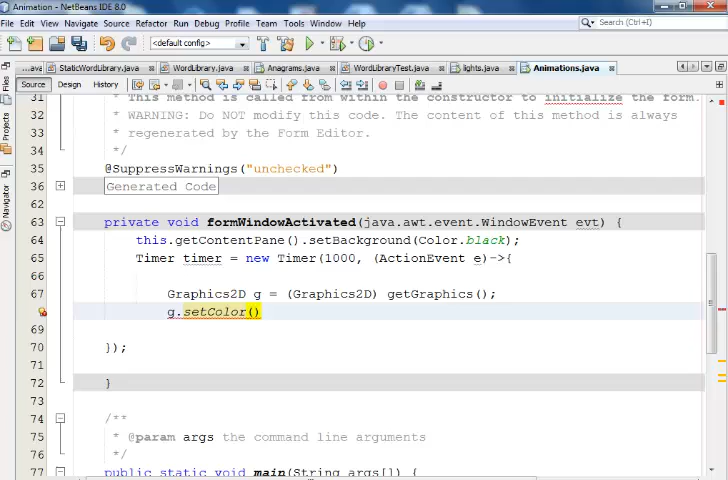 Animation - NetBeans IDE 8.0
File Edit View Navigate Source Refactor Run Debug Profile Team Tools Window Help
Search (Ctrl+I)
<default config>
...ava StaticWordLibrary.java WordLibrary.java Anagrams.java WordLibraryTest.java lights.java Animations.java
Source Design History
Files
Projects
Navigator
31 * This method is called from within the constructor to initialize the form.
32 * WARNING: Do NOT modify this code. The content of this method is always
33 * regenerated by the Form Editor.
34 */
35 @SuppressWarnings("unchecked")
36 Generated Code
62
63 private void formWindowActivated(java.awt.event.WindowEvent evt) {
64 this.getContentPane().setBackground(Color.black);
65 Timer timer = new Timer(1000, (ActionEvent e)->{
66
67 Graphics2D g = (Graphics2D) getGraphics();
g.setColor()
69
70 });
71
72 }
73
74 /**
75 * @param args the command line arguments
76 */
77 public static void main(String args[]) {